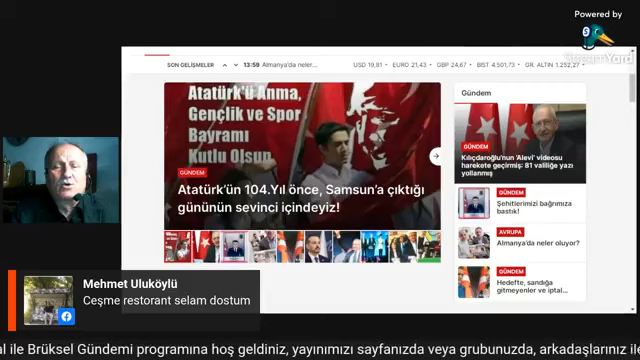 Powered by
S
StreamYard
SON GELİŞMELER
13:59 Almanya'da neler...
USD 19,81
EURO 21,43
GBP 24,67
BIST 4.501,73
GR. ALTIN 1.252,27
Atatürk'ü Anma,
Gençlik ve Spor
Bayramı
Kutlu Olsun
GÜNDEM
Atatürk'ün 104.Yıl önce, Samsun'a çıktığı
gününün sevinci içindeyiz!
Gündem
GÜNDEM
Kılıçdaroğlu'nun 'Alevi' videosu
harekete geçirmiş: 81 valiliğe yazı
yollanmış
GÜNDEM
Şehitlerimizi bağrımıza
bastık!
AVRUPA
Almanya'da neler oluyor?
GÜNDEM
Hedefte, sandığa
gitmeyenler ve iptal...
Mehmet Uluköylü
Ceşme restorant selam dostum
al ile Brüksel Gündemi programına hoş geldiniz, yayınımızı sayfanızda veya grubunuzda, arkadaşlarınız ile